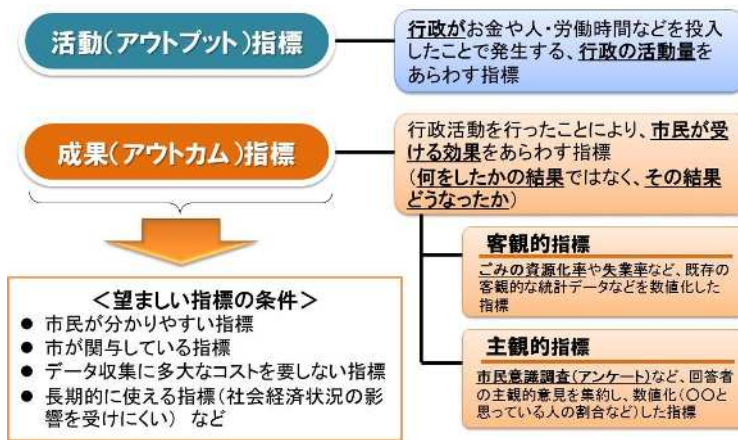 活動(アウトプット)指標
行政がお金や人・労働時間などを投入
したことで発生する、行政の活動量を
あらわす指標
成果(アウトカム)指標
行政活動を行ったことにより、市民が受
ける効果をあらわす指標
(何をしたかの結果ではなく、その結果
どうなったか)
客観的指標
ごみの資源化率や失業率など、既存の
客観的な統計データなどを数値化した
指標
主観的指標
市民意識調査(アンケート)など、回答者
の主観的意見を集約し、数値化(〇〇と
思っている人の割合など)した指標
＜望ましい指標の条件＞
● 市民が分かりやすい指標
● 市が関与している指標
● データ収集に多大なコストを要しない指標
● 長期的に使える指標(社会経済状況の影
響を受けにくい) など